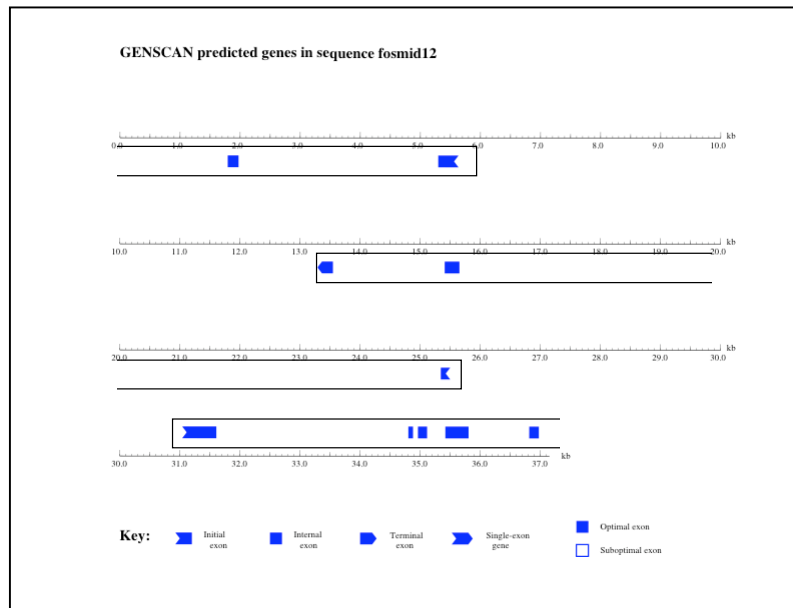 GENSCAN predicted genes in sequence fosmid12
kb
0.0 1.0 2.0 3.0 4.0 5.0 6.0 7.0 8.0 9.0 10.0
kb
10.0 11.0 12.0 13.0 14.0 15.0 16.0 17.0 18.0 19.0 20.0
kb
20.0 21.0 22.0 23.0 24.0 25.0 26.0 27.0 28.0 29.0 30.0
kb
30.0 31.0 32.0 33.0 34.0 35.0 36.0 37.0
Key:
Initial exon
Internal exon
Terminal exon
Single-exon gene
Optimal exon
Suboptimal exon